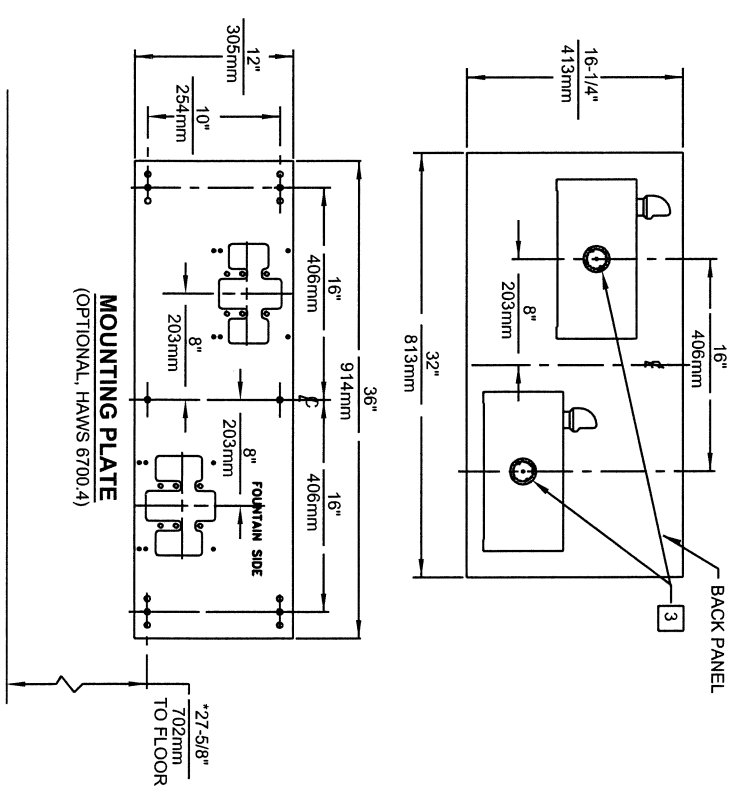 16"
406mm
8"
203mm
16-1/4"
413mm
32"
813mm
BACK PANEL
3
36"
914mm
16"
406mm
16"
406mm
12"
305mm
10"
254mm
8"
203mm
8"
203mm
FOUNTAIN SIDE
MOUNTING PLATE
(OPTIONAL, HAWS 6700.4)
*27-5/8"
702mm
TO FLOOR